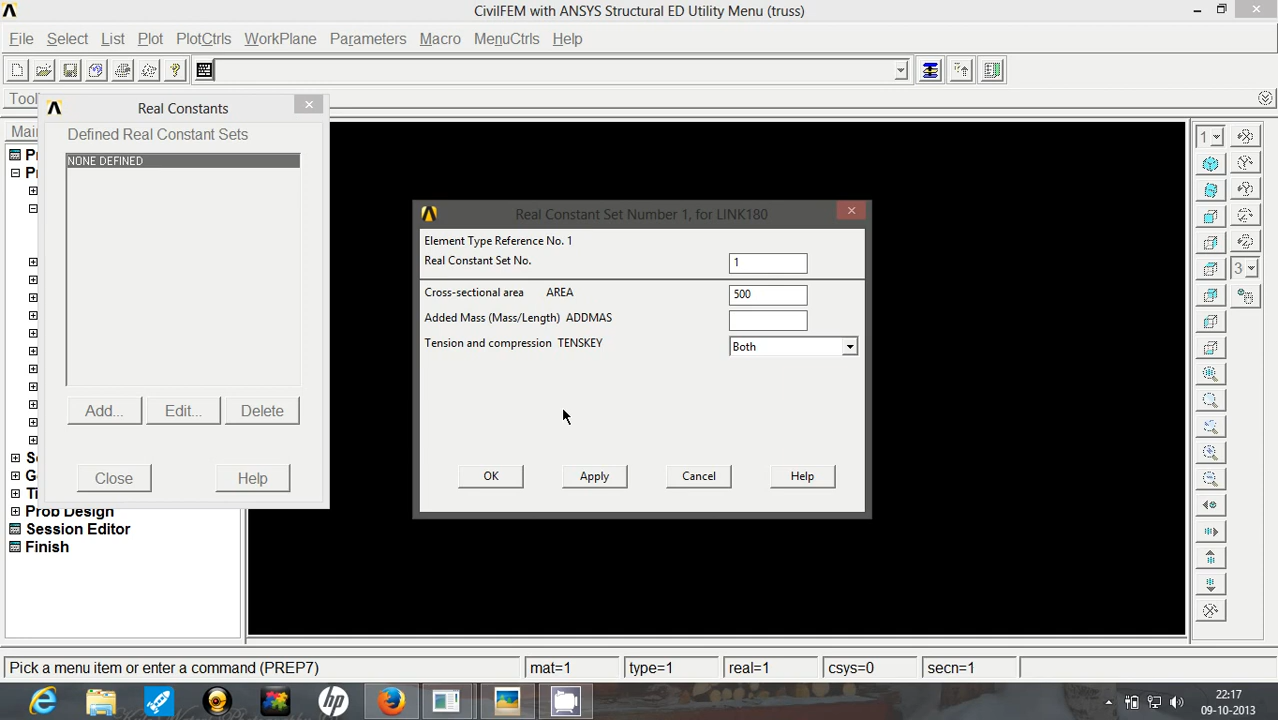 CivilFEM with ANSYS Structural ED Utility Menu (truss)
File Select List Plot PlotCtrls WorkPlane Parameters Macro MenuCtrls Help
Real Constants
Defined Real Constant Sets
NONE DEFINED
Add... Edit... Delete
Close Help
Real Constant Set Number 1, for LINK180
Element Type Reference No. 1
Real Constant Set No. 1
Cross-sectional area AREA 500
Added Mass (Mass/Length) ADDMAS
Tension and compression TENSKEY Both
OK Apply Cancel Help
1
3
Prob Design
Session Editor
Finish
Pick a menu item or enter a command (PREP7) mat=1 type=1 real=1 csys=0 secn=1
hp
22:17
09-10-2013